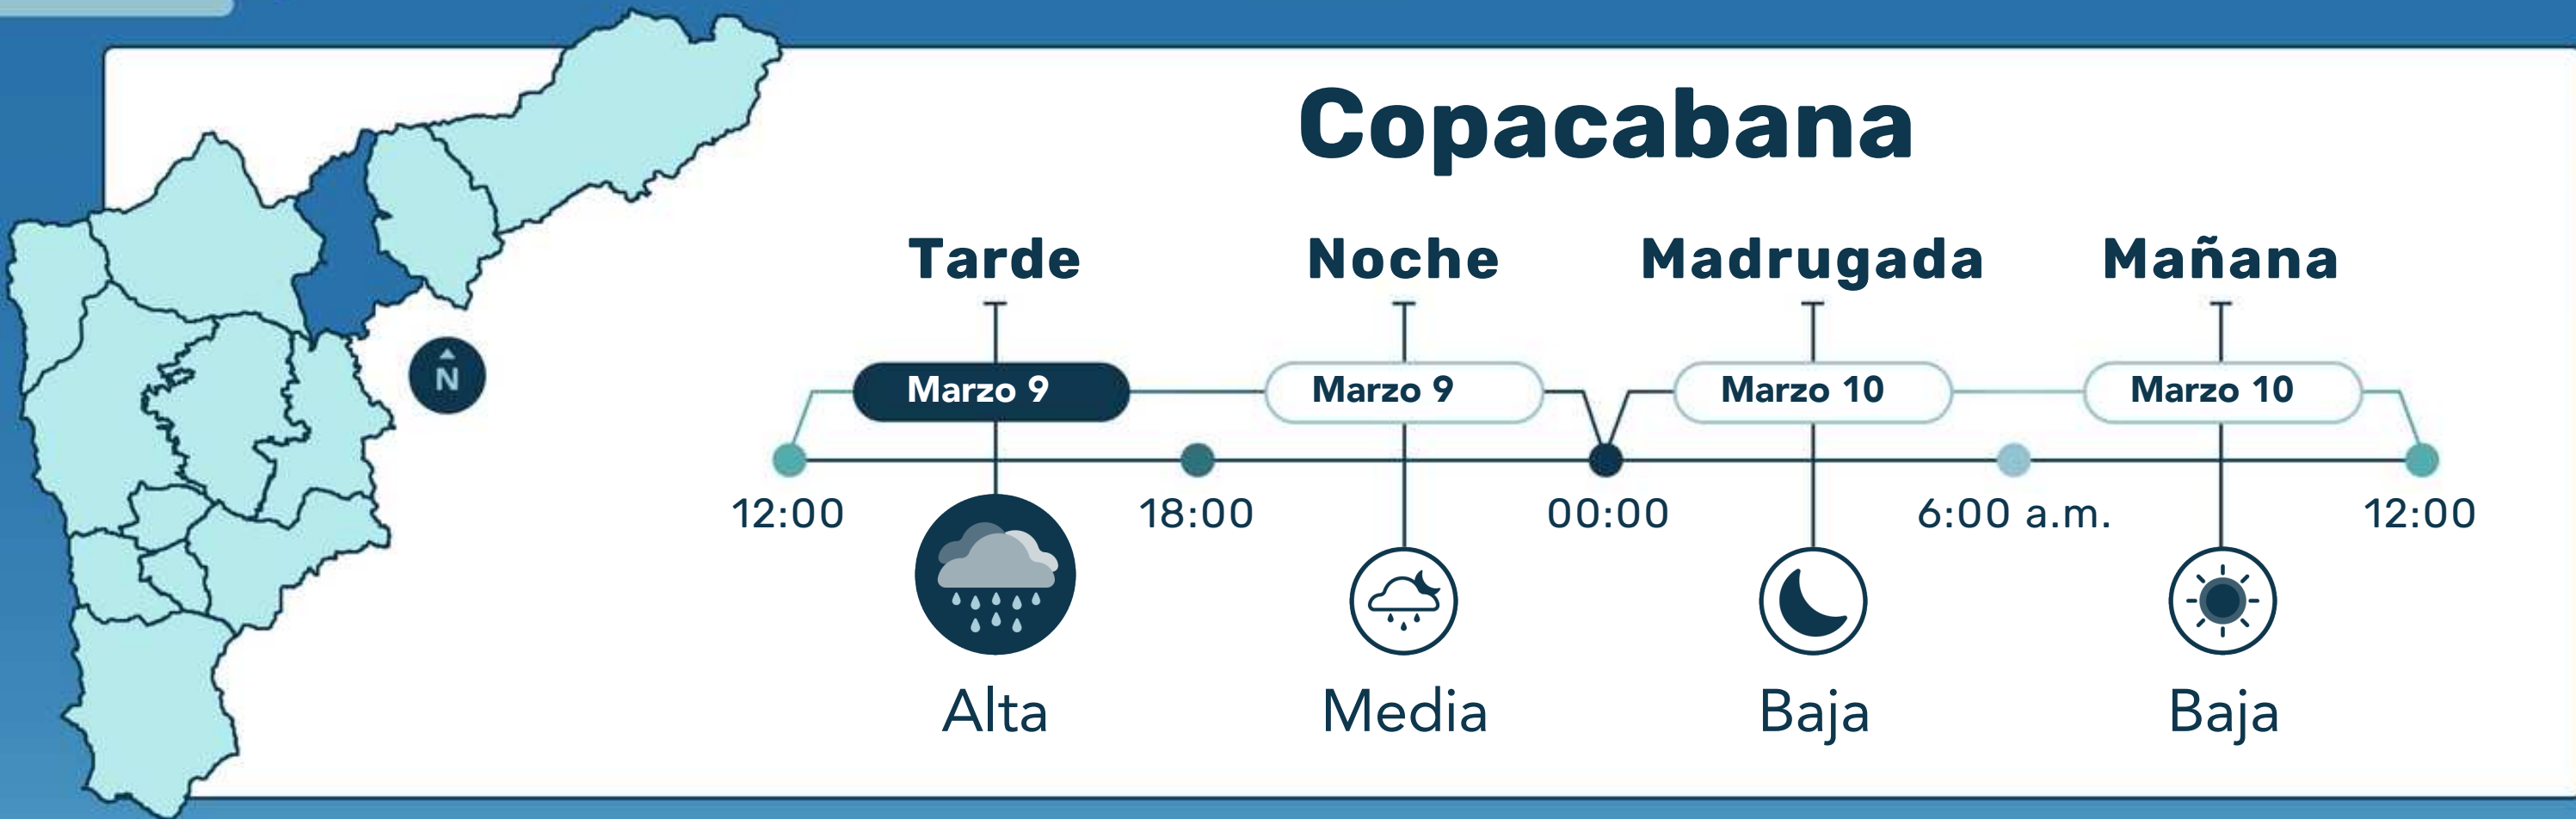 Copacabana
Tarde Noche Madrugada Mañana
Marzo 9 Marzo 9 Marzo 10 Marzo 10
N
12:00 18:00 00:00 6:00 a.m. 12:00
Alta Media Baja Baja